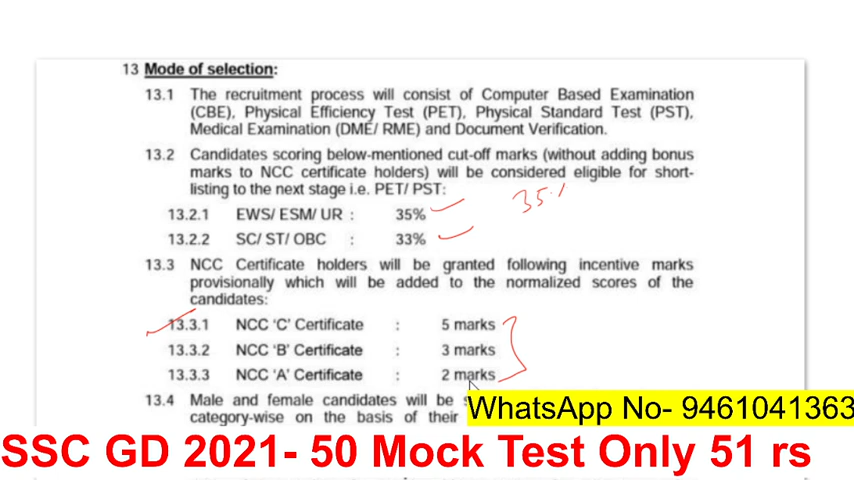 13 Mode of selection:
13.1 The recruitment process will consist of Computer Based Examination
(CBE), Physical Efficiency Test (PET), Physical Standard Test (PST),
Medical Examination (DME/ RME) and Document Verification.
13.2 Candidates scoring below-mentioned cut-off marks (without adding bonus
marks to NCC certificate holders) will be considered eligible for short-
listing to the next stage i.e. PET/ PST:
35%
13.2.1 EWS/ ESM/ UR : 35%
13.2.2 SC/ ST/ OBC : 33%
13.3 NCC Certificate holders will be granted following incentive marks
provisionally which will be added to the normalized scores of the
candidates:
13.3.1 NCC ‘C’ Certificate : 5 marks
13.3.2 NCC ‘B’ Certificate : 3 marks
13.3.3 NCC ‘A’ Certificate : 2 marks
13.4 Male and female candidates will be
category-wise on the basis of their
WhatsApp No- 9461041363
SSC GD 2021- 50 Mock Test Only 51 rs